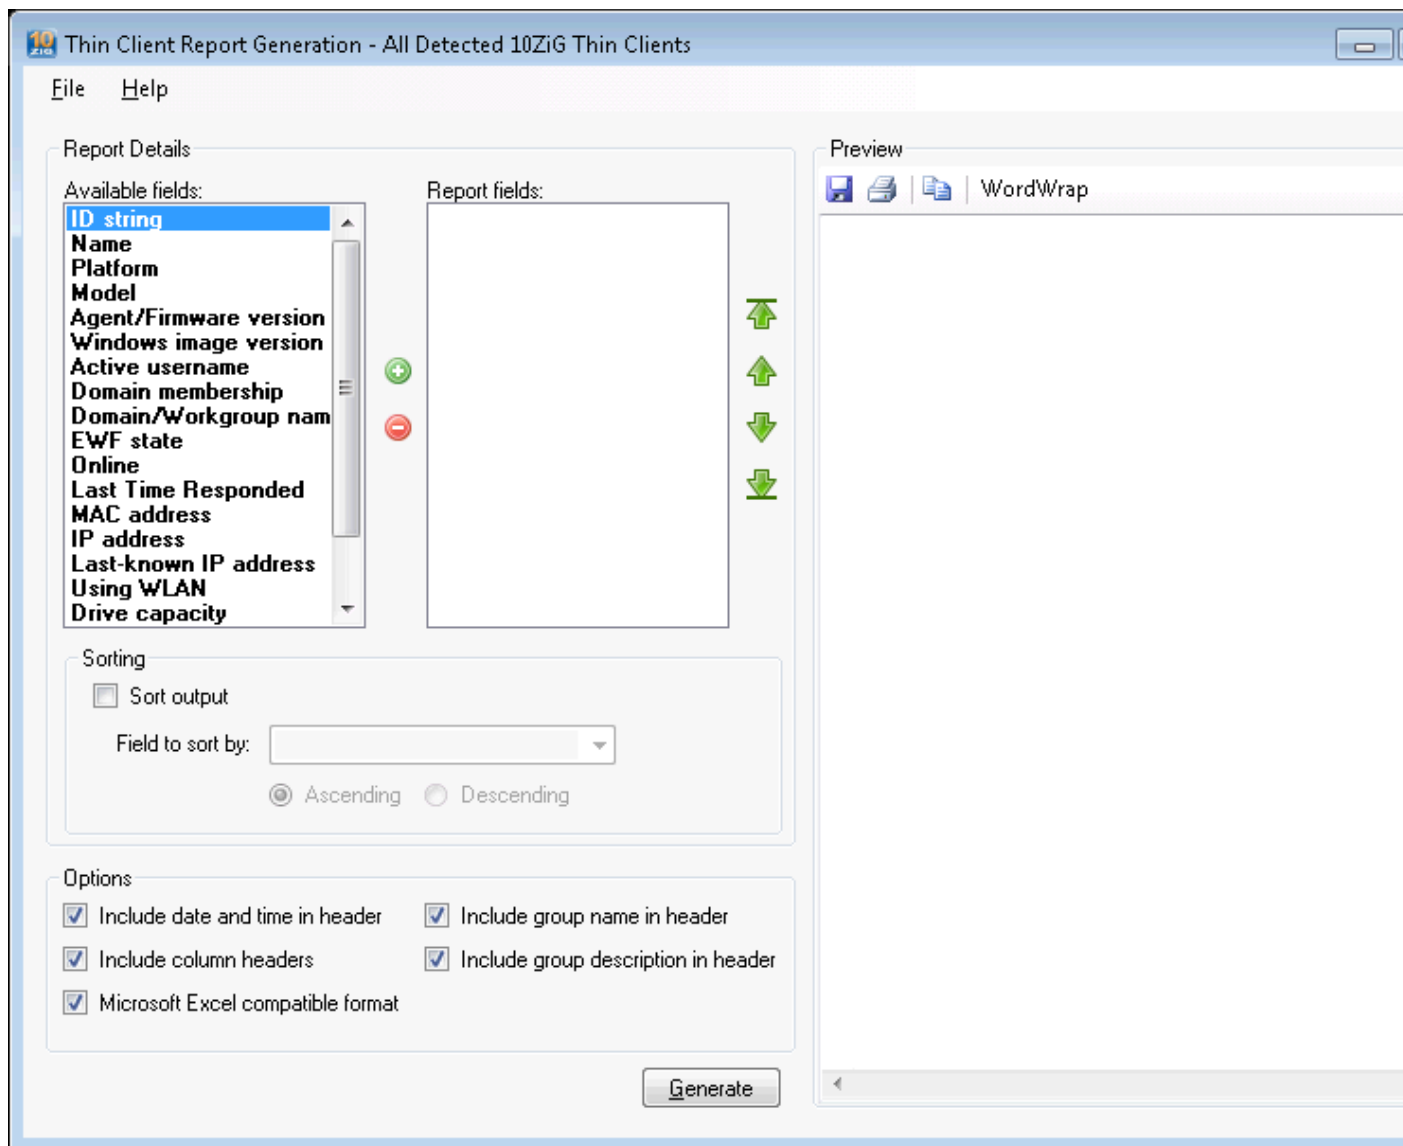 10 ZiG Thin Client Report Generation - All Detected 10ZiG Thin Clients
File Help
Report Details
Available fields:
ID string
Name
Platform
Model
Agent/Firmware version
Windows image version
Active username
Domain membership
Domain/Workgroup nam
EWF state
Online
Last Time Responded
MAC address
IP address
Last-known IP address
Using WLAN
Drive capacity
Report fields:
Sorting
Sort output
Field to sort by:
Ascending Descending
Options
Include date and time in header
Include group name in header
Include column headers
Include group description in header
Microsoft Excel compatible format
Generate
Preview
WordWrap